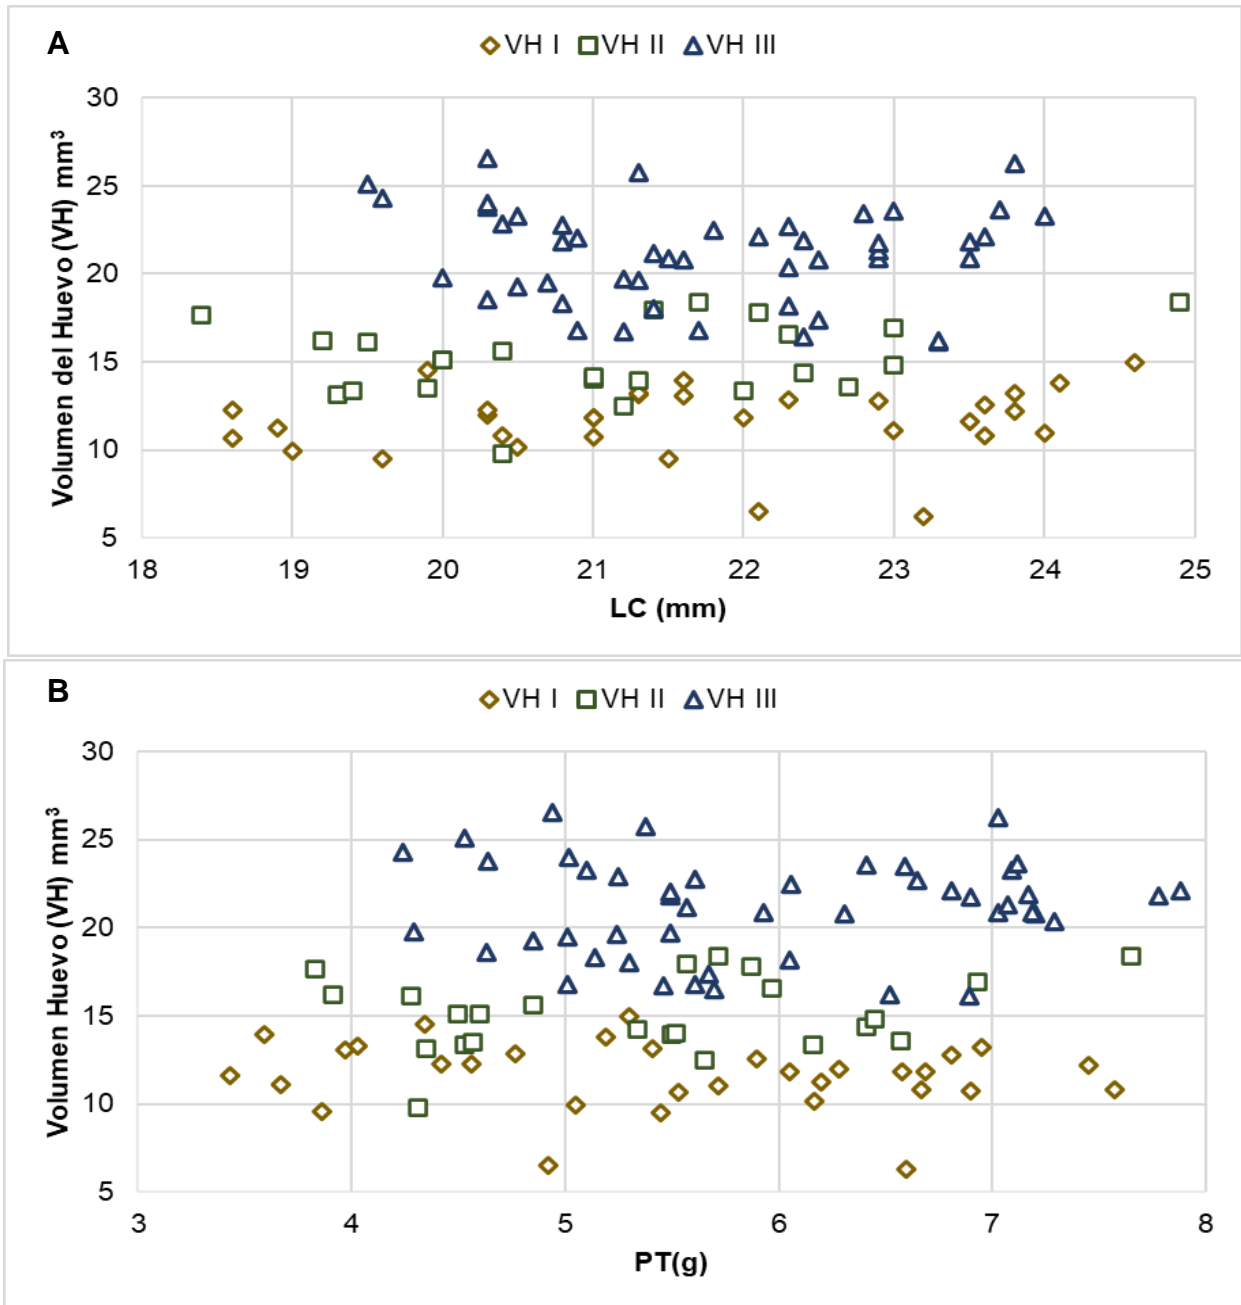 A
VH I VH II VH III
Volumen del Huevo (VH) mm³
30
25
20
15
10
5
18 19 20 21 22 23 24 25
LC (mm)
B
VH I VH II VH III
Volumen Huevo (VH) mm³
30
25
20
15
10
5
3 4 5 6 7 8
PT(g)